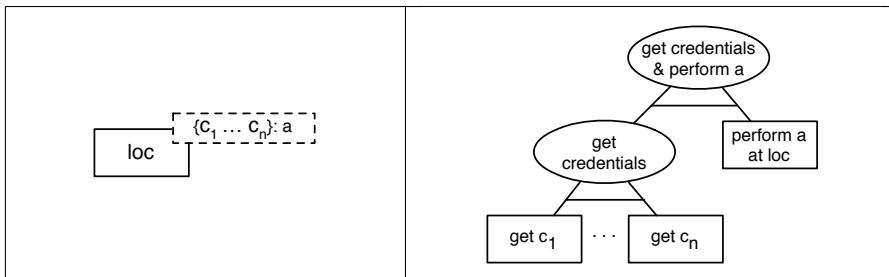 {c₁ … cₙ}: a
loc
get credentials
& perform a
get
credentials
perform a
at loc
get c₁
. . .
get cₙ